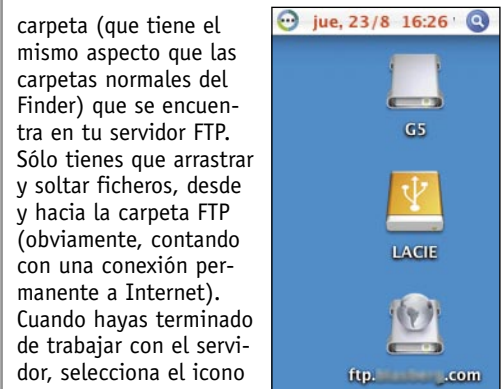 carpeta (que tiene el
mismo aspecto que las
carpetas normales del
Finder) que se encuen-
tra en tu servidor FTP.
Sólo tienes que arrastrar
y soltar ficheros, desde
y hacia la carpeta FTP
(obviamente, contando
con una conexión per-
manente a Internet).
Cuando hayas terminado
de trabajar con el servi-
dor, selecciona el icono
jue, 23/8 16:26
G5
LACIE
ftp. .com